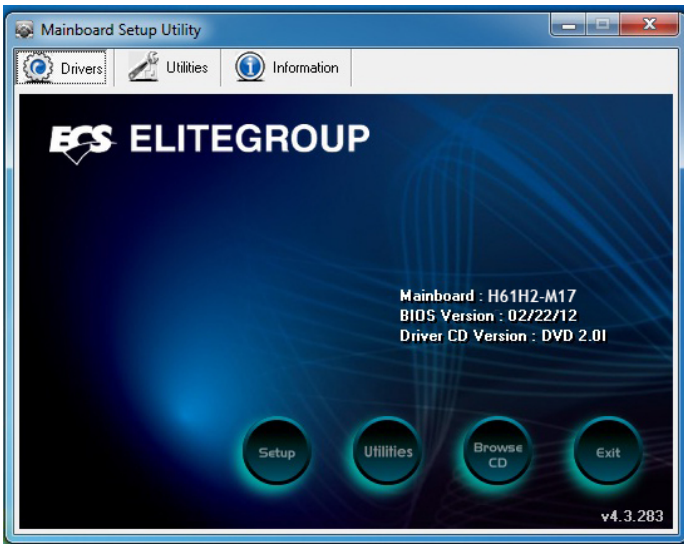 Mainboard Setup Utility
Drivers Utilities Information
ECS ELITEGROUP
Mainboard : H61H2-M17
BIOS Version : 02/22/12
Driver CD Version : DVD 2.0I
Setup Utilities Browse CD Exit
v4.3.283